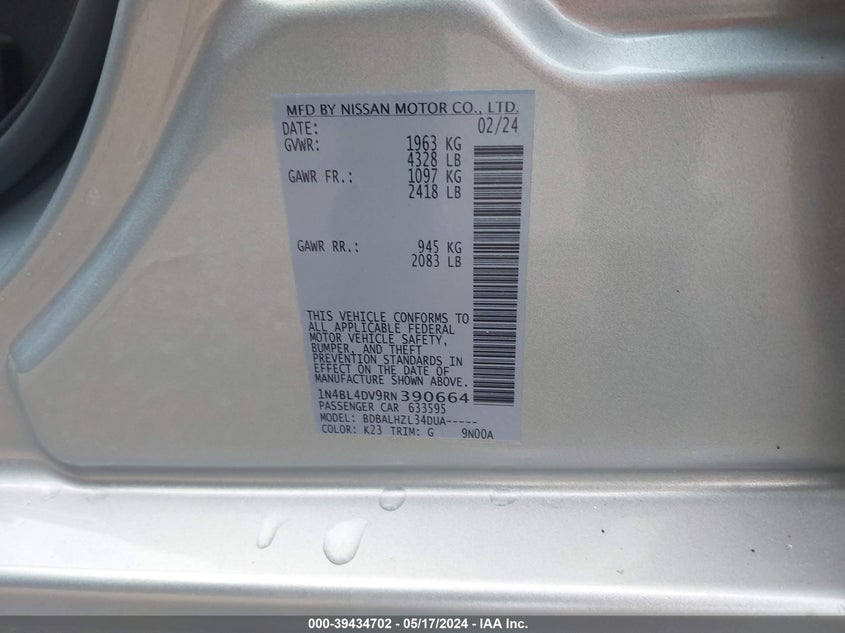 MFD BY NISSAN MOTOR CO., LTD.
DATE: 02/24
GVWR: 1963 KG
4328 LB
GAWR FR.: 1097 KG
2418 LB
GAWR RR.: 945 KG
2083 LB
THIS VEHICLE CONFORMS TO
ALL APPLICABLE FEDERAL
MOTOR VEHICLE SAFETY,
BUMPER, AND THEFT
PREVENTION STANDARDS IN
EFFECT ON THE DATE OF
MANUFACTURE SHOWN ABOVE.
1N4BL4DV9RN390664
PASSENGER CAR 633595
MODEL: BDBALHZL34DUA-----
COLOR: K23 TRIM: G 9N00A
000-39434702 - 05/17/2024 - IAA Inc.